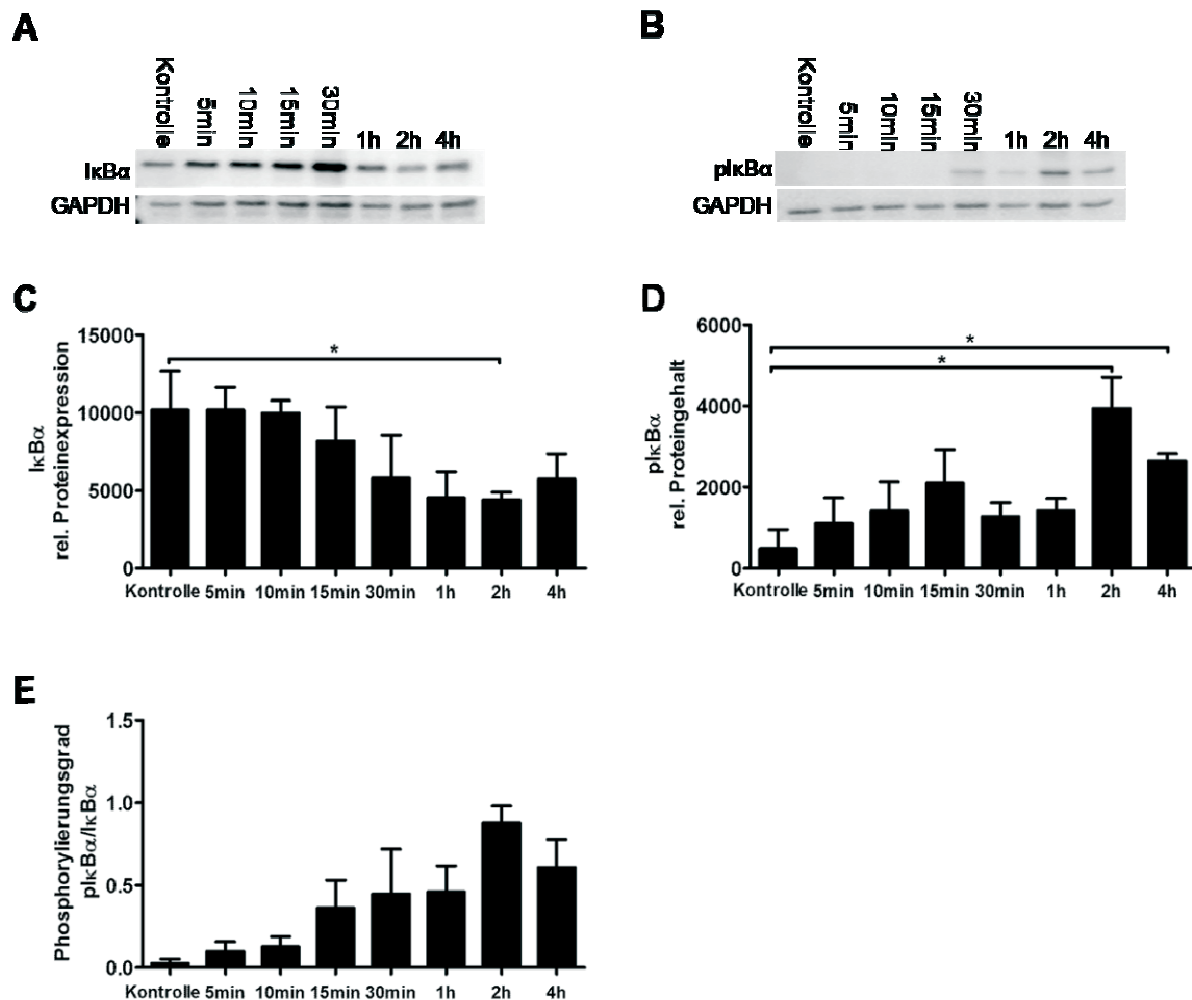 A
Kontrolle 5min 10min 15min 30min 1h 2h 4h
IκBα
GAPDH
B
Kontrolle 5min 10min 15min 30min 1h 2h 4h
pIκBα
GAPDH
C
IκBα
rel. Proteinexpression
15000
10000
5000
0
*
Kontrolle 5min 10min 15min 30min 1h 2h 4h
D
pIκBα
rel. Proteingehalt
6000
4000
2000
0
*
*
Kontrolle 5min 10min 15min 30min 1h 2h 4h
E
Phosphorylierungsgrad
pIκBα/IκBα
1.5
1.0
0.5
0.0
Kontrolle 5min 10min 15min 30min 1h 2h 4h